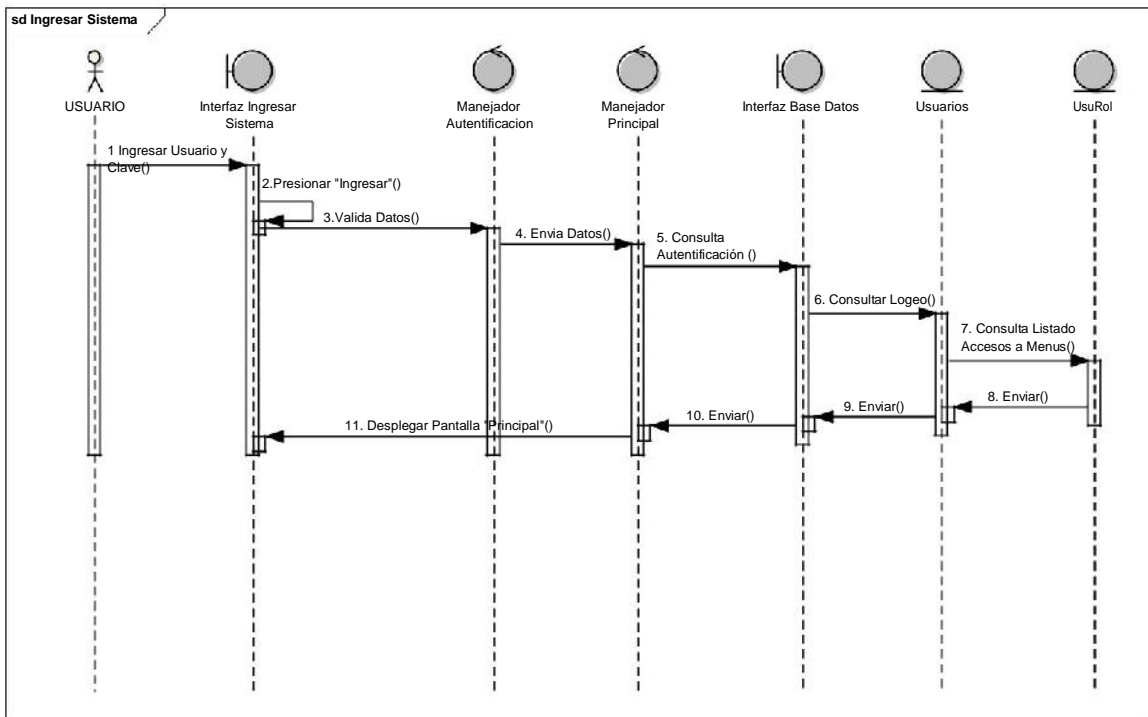 sd Ingresar Sistema
USUARIO
Interfaz Ingresar
Sistema
Manejador
Autentificacion
Manejador
Principal
Interfaz Base Datos
Usuarios
UsuRol
1 Ingresar Usuario y
Clave()
2.Presionar "Ingresar"()
3.Valida Datos()
4. Envia Datos()
5. Consulta
Autentificación ()
6. Consultar Logeo()
7. Consulta Listado
Accesos a Menus()
8. Enviar()
9. Enviar()
10. Enviar()
11. Desplegar Pantalla "Principal"()